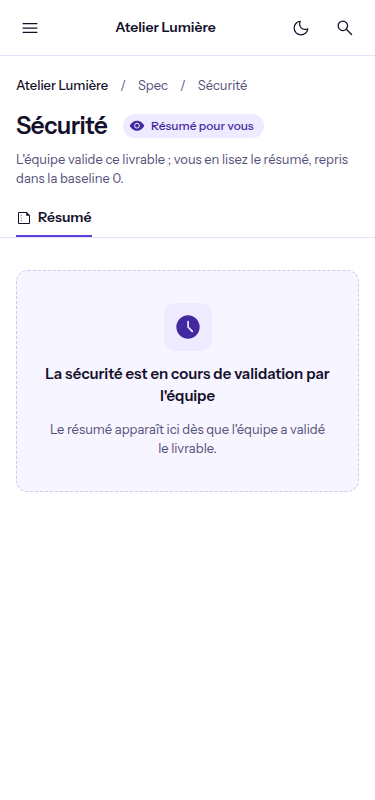 Atelier Lumière
Atelier Lumière / Spec / Sécurité
Sécurité
Résumé pour vous
L'équipe valide ce livrable ; vous en lisez le résumé, repris
dans la baseline 0.
Résumé
La sécurité est en cours de validation par
l'équipe
Le résumé apparaît ici dès que l'équipe a validé
le livrable.